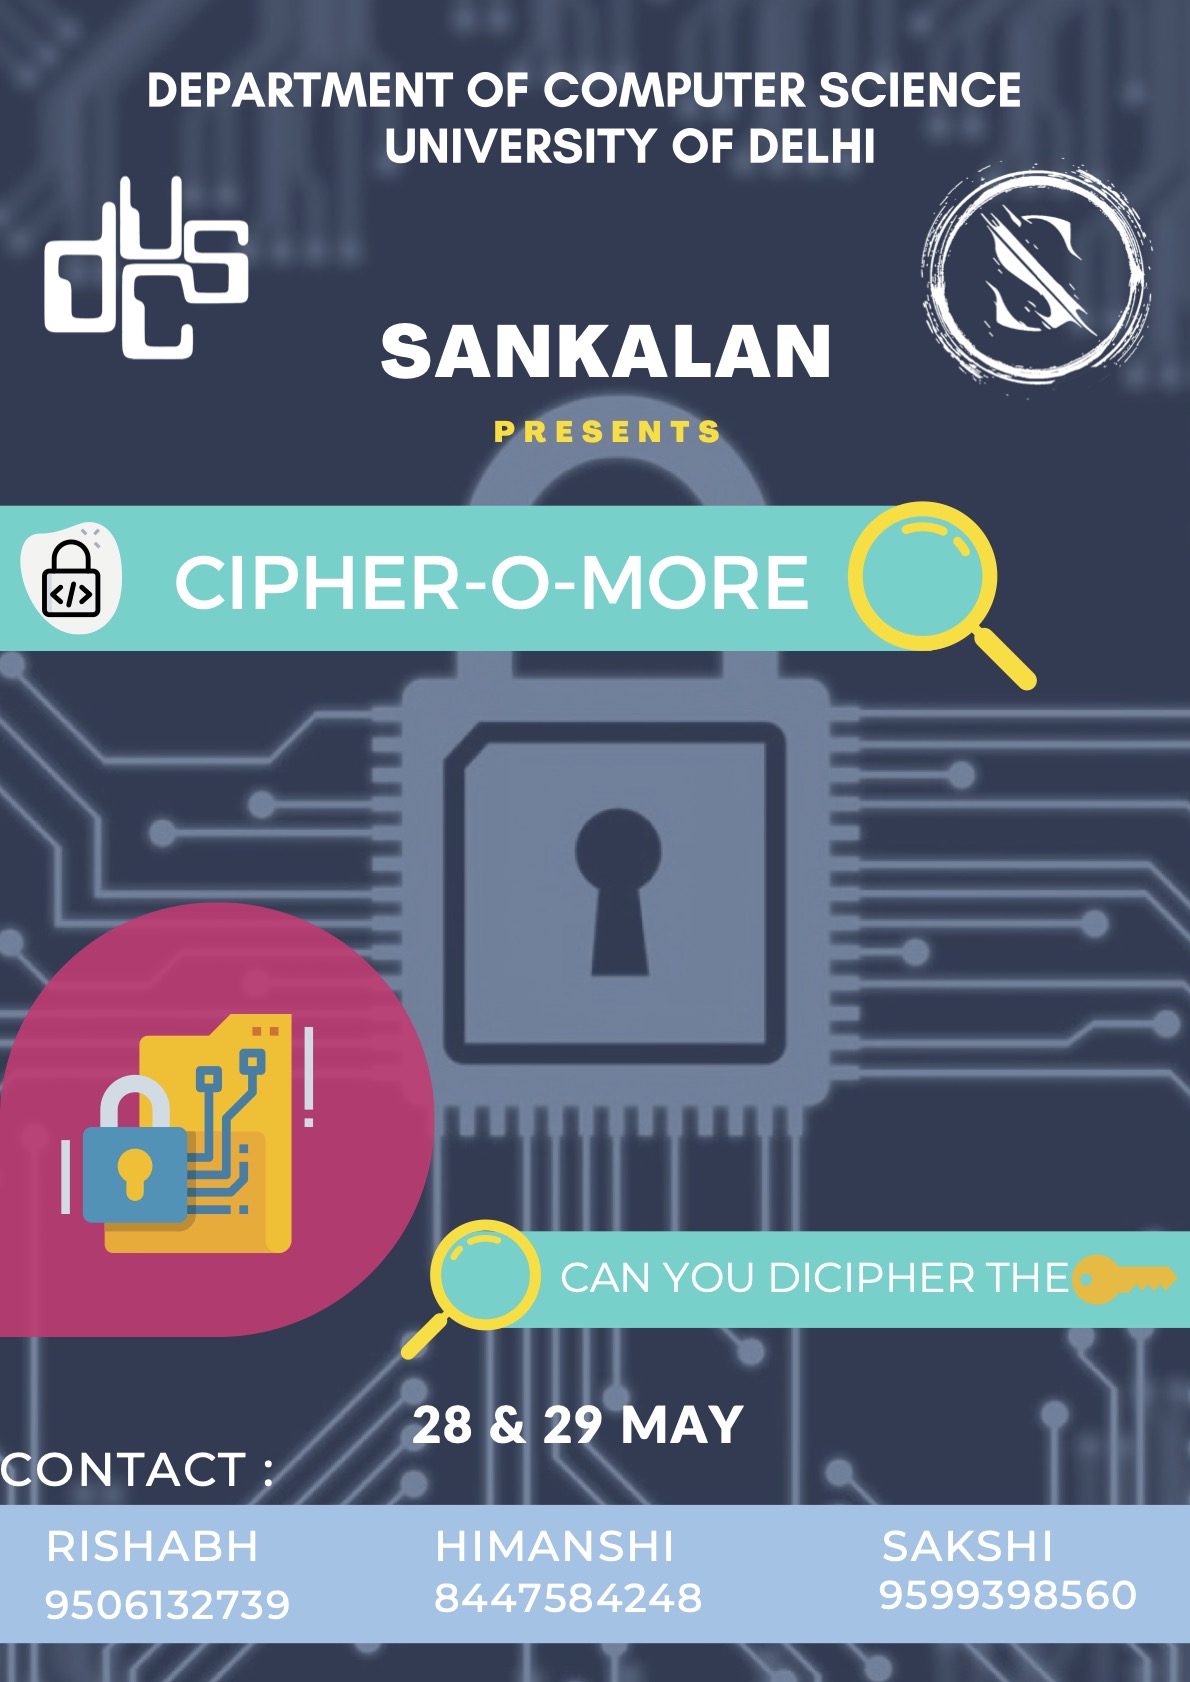 DEPARTMENT OF COMPUTER SCIENCE
UNIVERSITY OF DELHI
dUCS
S
SANKALAN
PRESENTS
</>
CIPHER-O-MORE
CAN YOU DICIPHER THE
28 & 29 MAY
CONTACT :
RISHABH HIMANSHI SAKSHI
9506132739 8447584248 9599398560